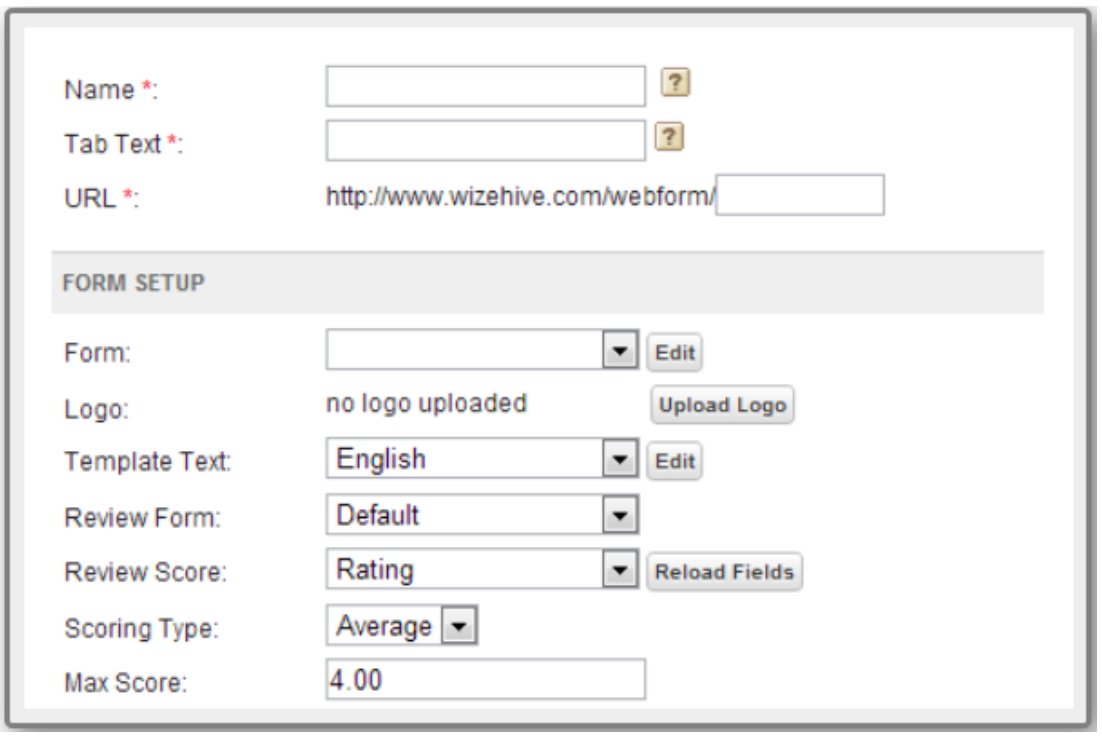 Name *: ?
Tab Text *: ?
URL *: http://www.wizehive.com/webform/
FORM SETUP
Form: Edit
Logo: no logo uploaded Upload Logo
Template Text: English Edit
Review Form: Default
Review Score: Rating Reload Fields
Scoring Type: Average
Max Score: 4.00